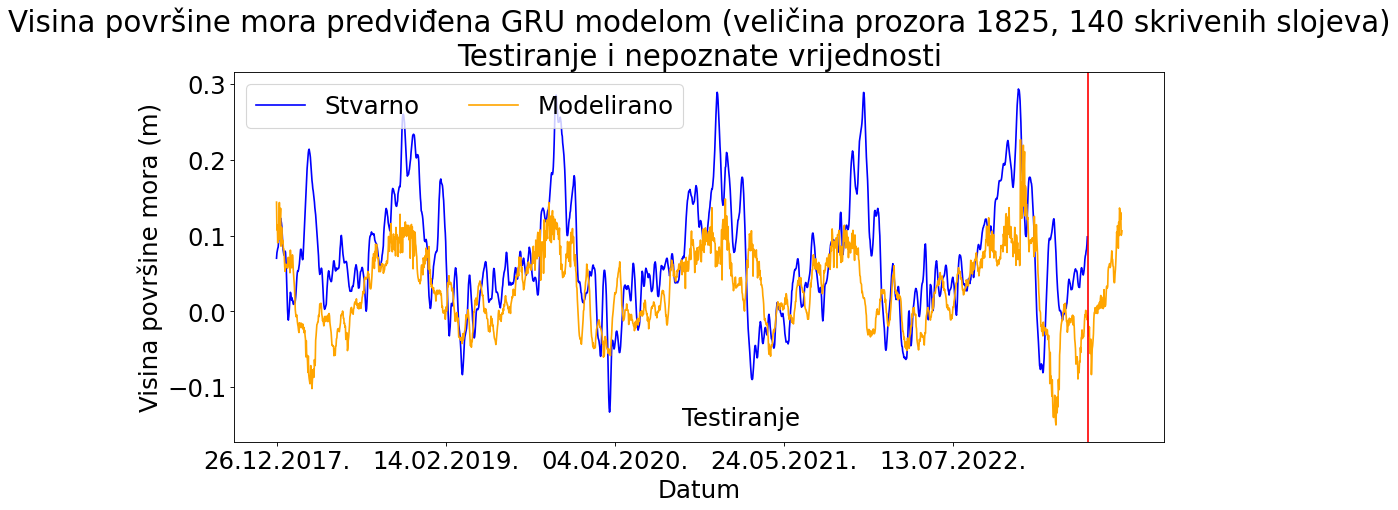 Visina površine mora predviđena GRU modelom (veličina prozora 1825, 140 skrivenih slojeva)
Testiranje i nepoznate vrijednosti
Stvarno Modelirano
Visina površine mora (m)
0.3
0.2
0.1
0.0
−0.1
Testiranje
26.12.2017. 14.02.2019. 04.04.2020. 24.05.2021. 13.07.2022.
Datum